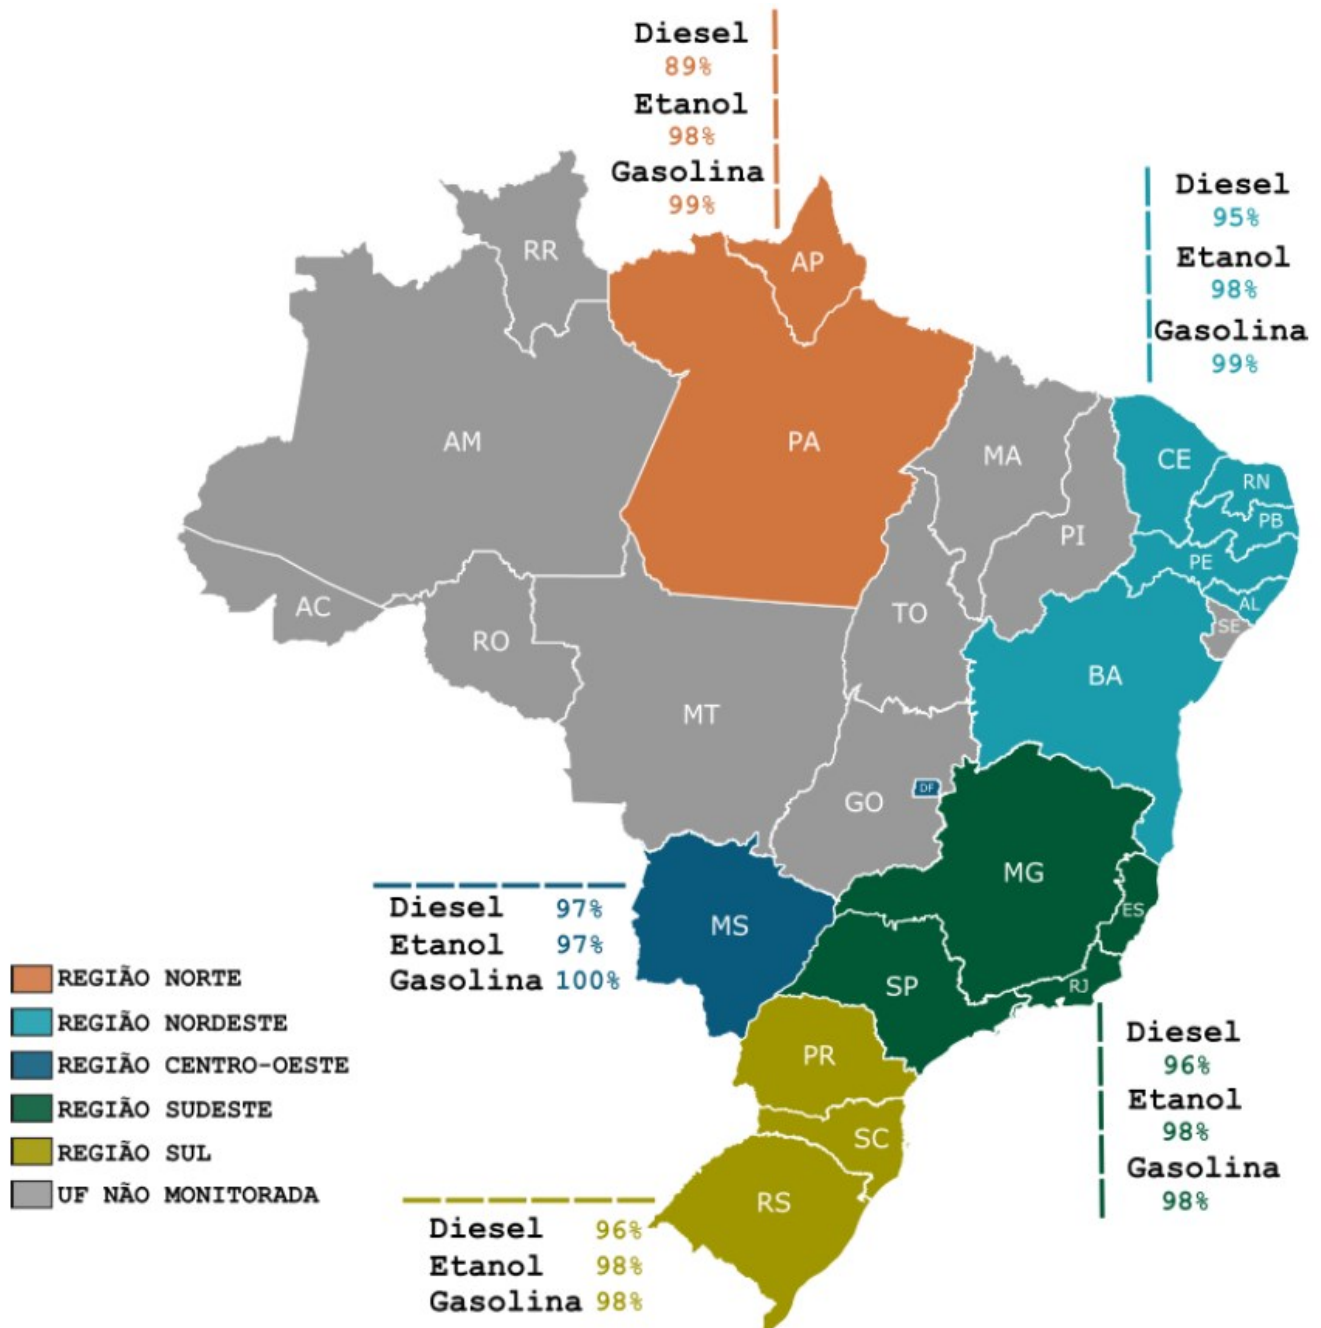 Diesel
89%
Etanol
98%
Gasolina
99%
Diesel
95%
Etanol
98%
Gasolina
99%
RR
AP
AM
PA
MA
CE
RN
PB
PI
PE
AL
SE
AC
RO
TO
BA
MT
GO
DF
MG
ES
MS
SP
RJ
PR
SC
RS
Diesel 97%
Etanol 97%
Gasolina 100%
REGIÃO NORTE
REGIÃO NORDESTE
REGIÃO CENTRO-OESTE
REGIÃO SUDESTE
REGIÃO SUL
UF NÃO MONITORADA
Diesel
96%
Etanol
98%
Gasolina
98%
Diesel 96%
Etanol 98%
Gasolina 98%